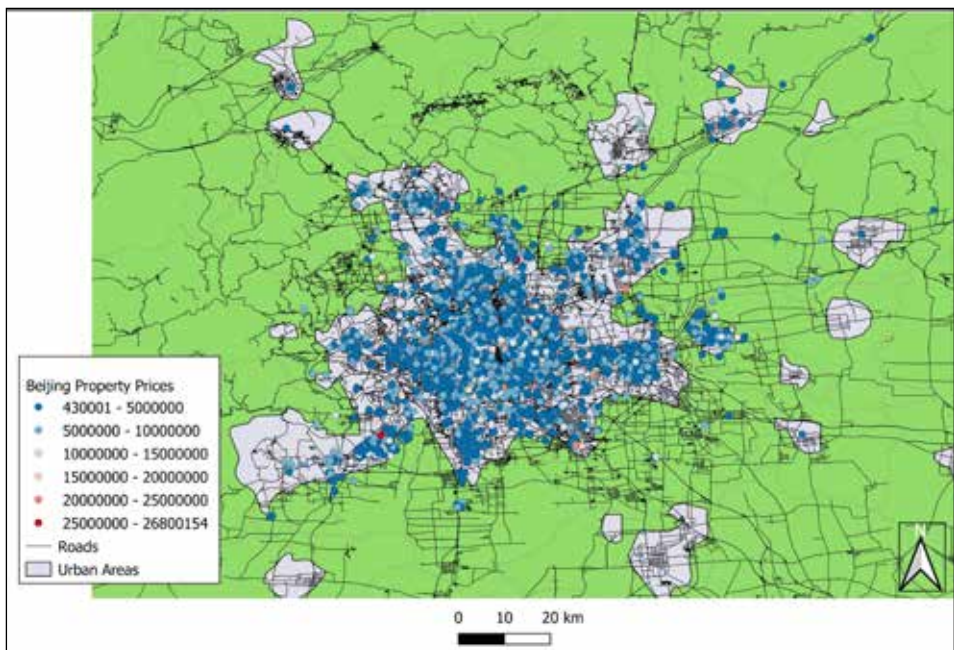 Beijing Property Prices
430001 - 5000000
5000000 - 10000000
10000000 - 15000000
15000000 - 20000000
20000000 - 25000000
25000000 - 26800154
Roads
Urban Areas
0 10 20 km